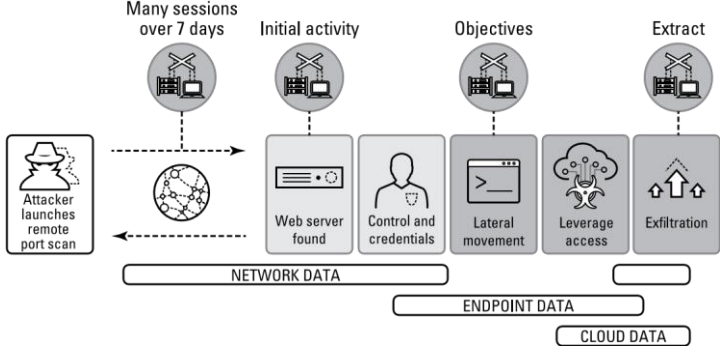 Many sessions
over 7 days
Initial activity
Objectives
Extract
Attacker
launches
remote
port scan
Web server
found
Control and
credentials
Lateral
movement
Leverage
access
Exfiltration
NETWORK DATA
ENDPOINT DATA
CLOUD DATA